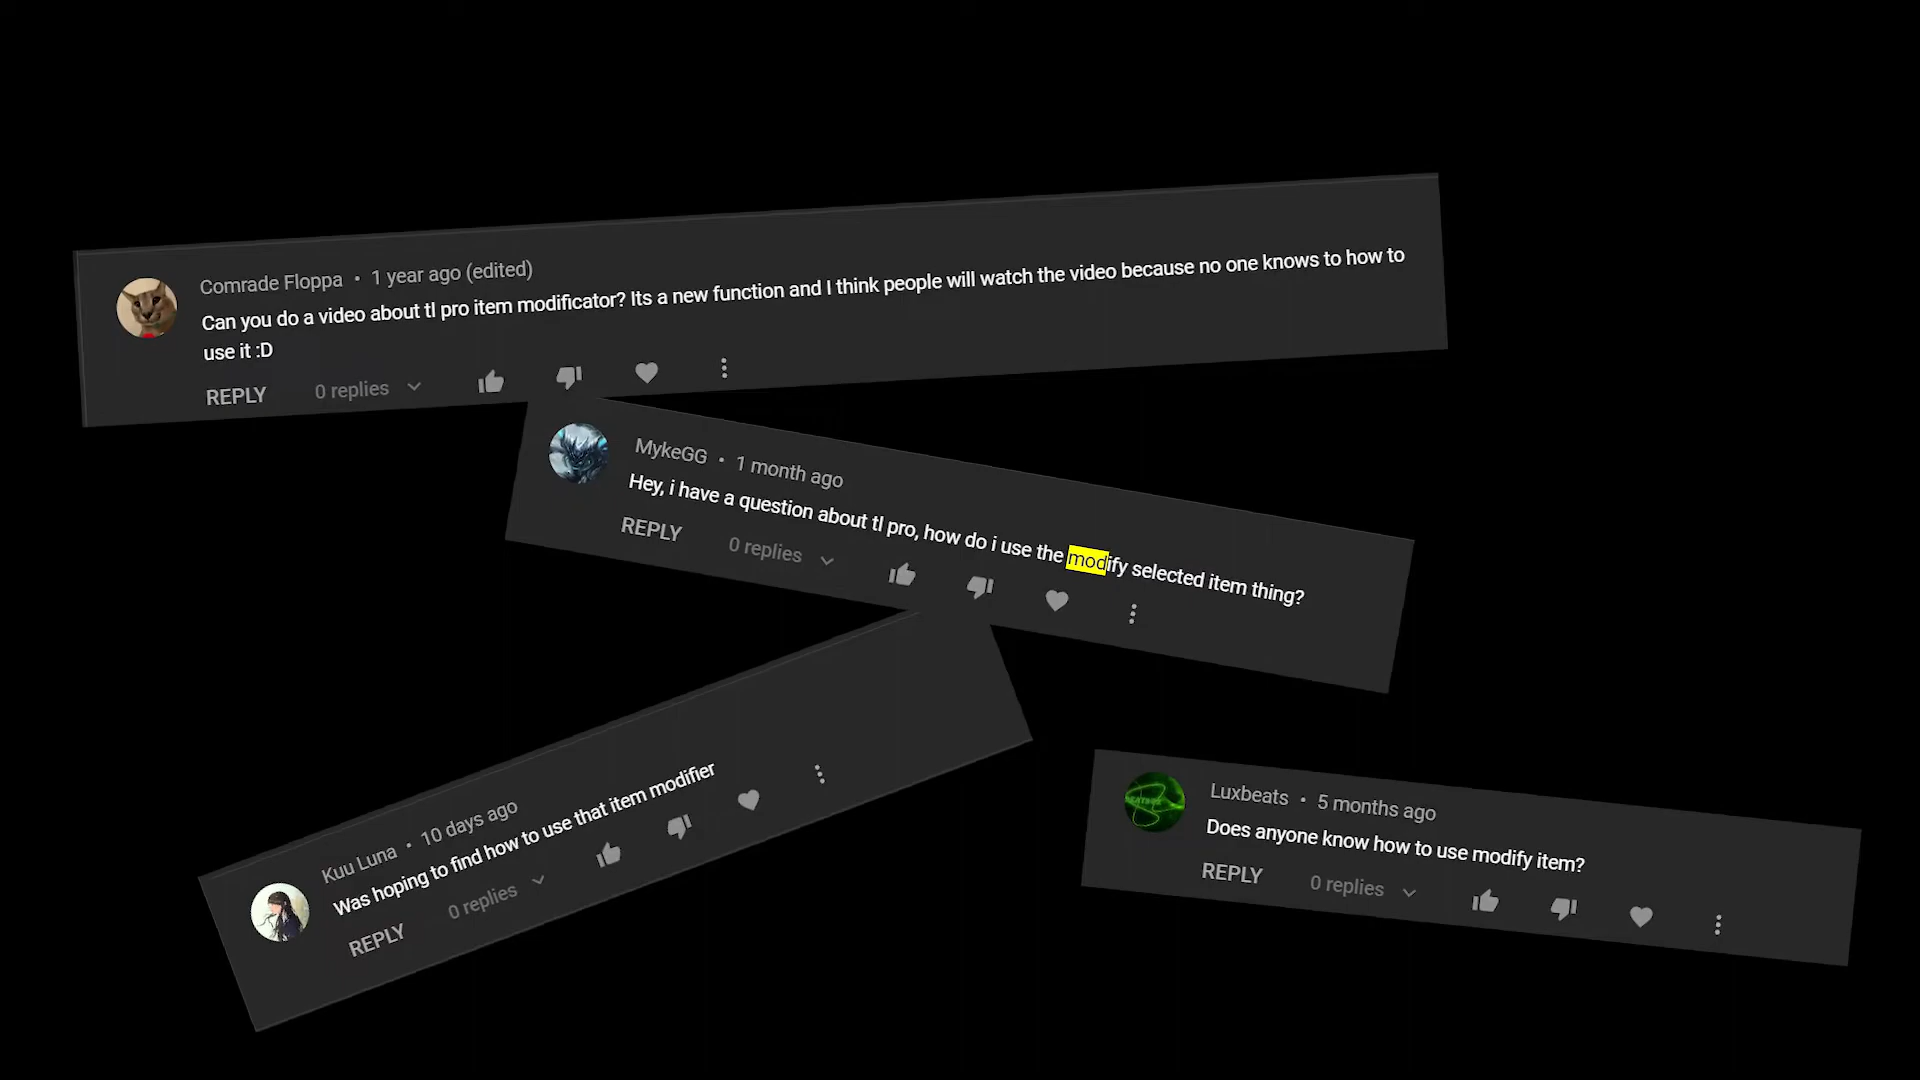 Comrade Floppa • 1 year ago (edited)
Can you do a video about tl pro item modificator? Its a new function and I think people will watch the video because no one knows to how to
use it :D
REPLY 0 replies
MykeGG • 1 month ago
Hey, i have a question about tl pro, how do i use the modify selected item thing?
REPLY 0 replies
Kuu Luna • 10 days ago
Was hoping to find how to use that item modifier
REPLY 0 replies
Luxbeats • 5 months ago
Does anyone know how to use modify item?
REPLY 0 replies